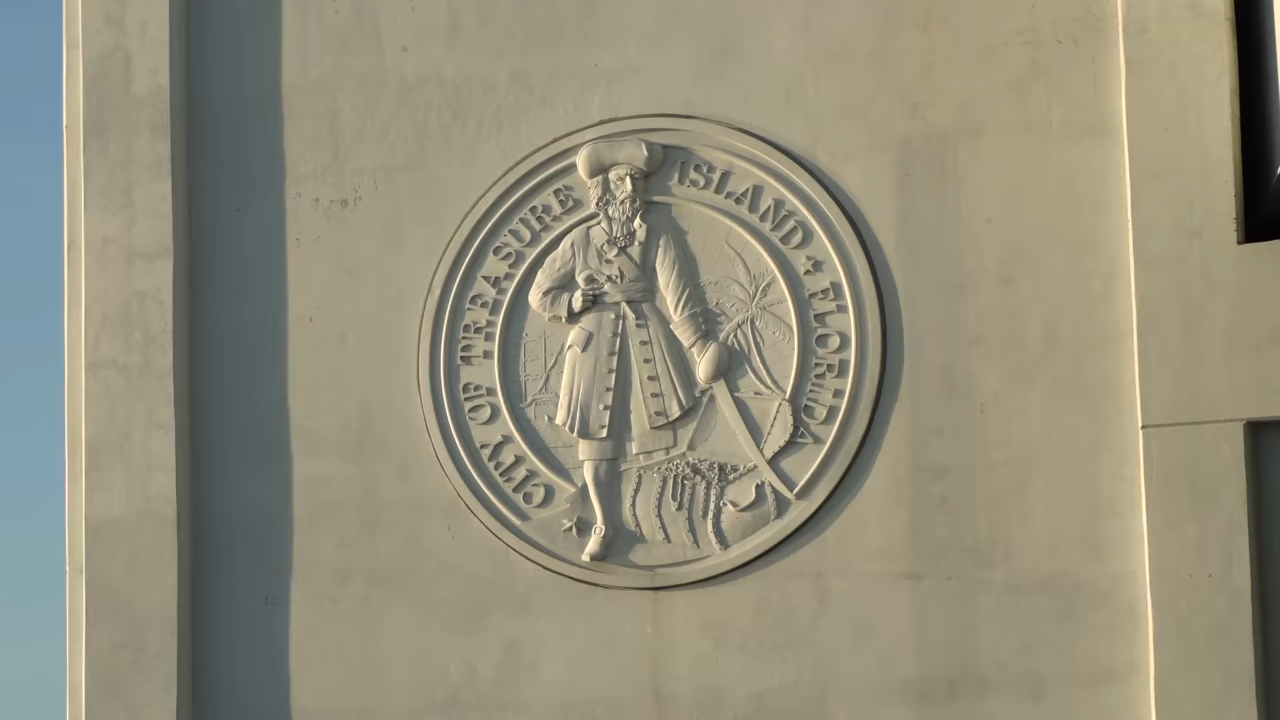 CITY OF TREASURE ISLAND ★ FLORIDA ★